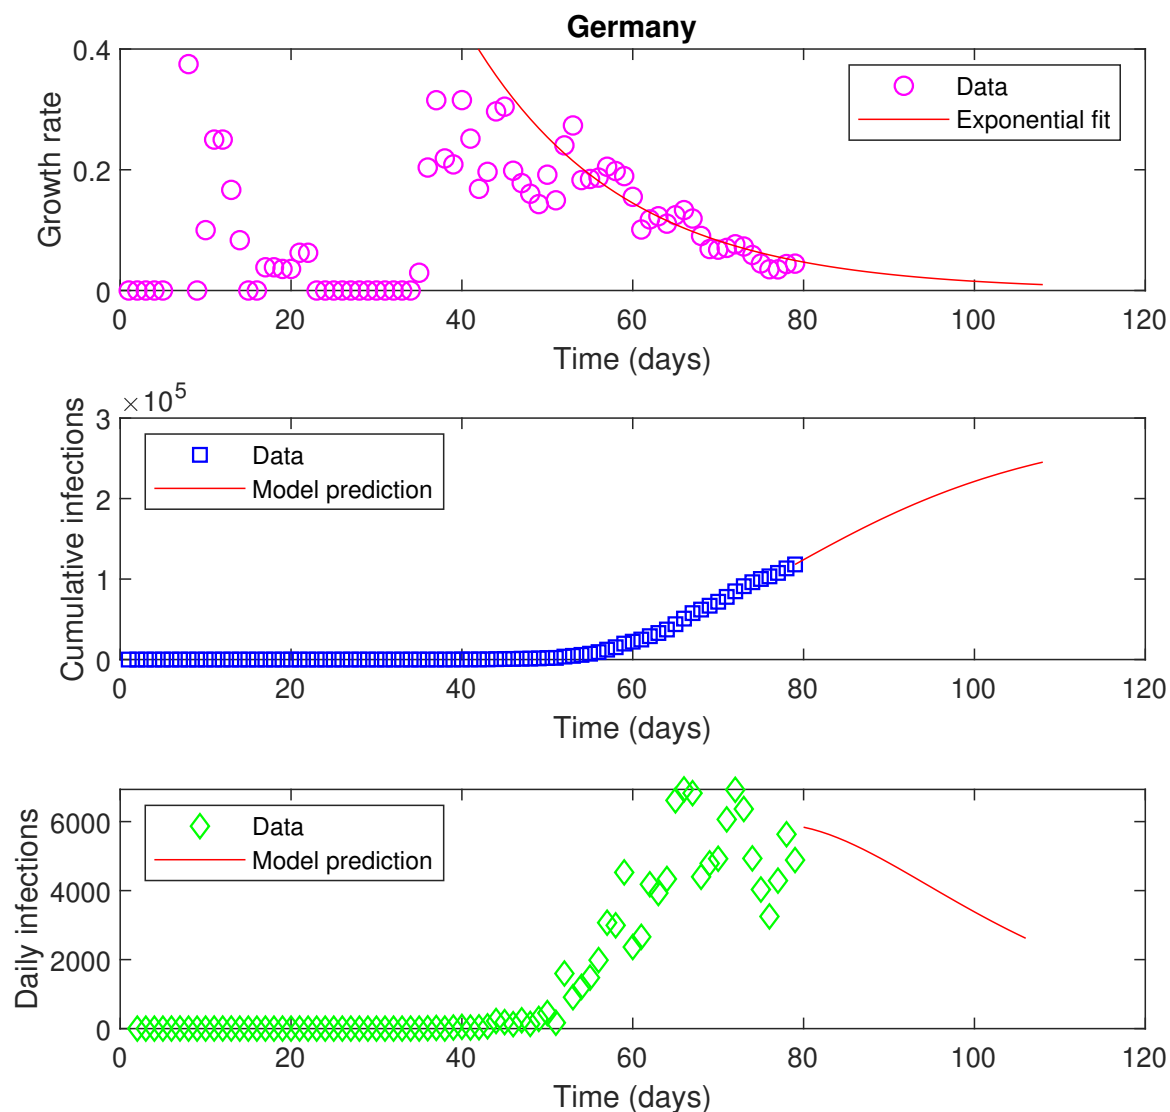 Germany
0.4
0.2
0
Growth rate
Data
Exponential fit
0 20 40 60 80 100 120
Time (days)
×10^5
3
2
1
0
Cumulative infections
Data
Model prediction
0 20 40 60 80 100 120
Time (days)
6000
4000
2000
0
Daily infections
Data
Model prediction
0 20 40 60 80 100 120
Time (days)